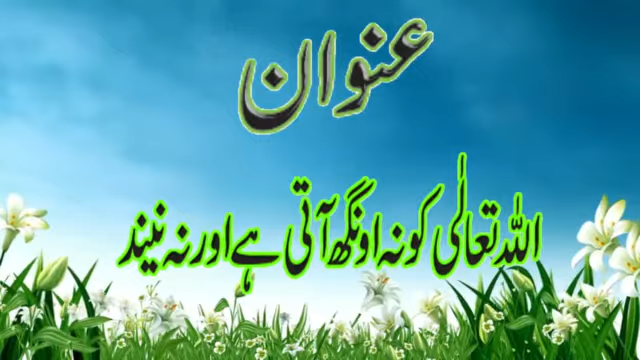 عنوان
اللہ تعالٰی کو نہ اونگھ آتی ہے اور نہ نیند